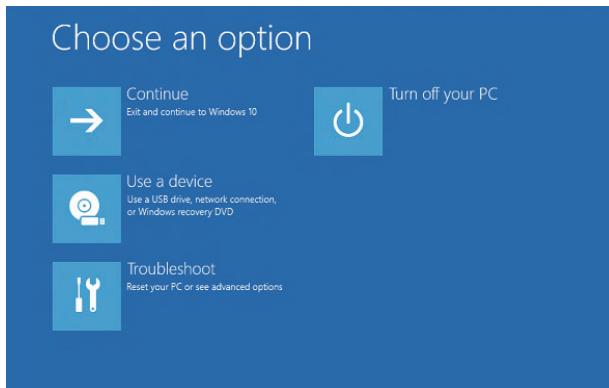 Choose an option
Continue
Exit and continue to Windows 10
Turn off your PC
Use a device
Use a USB drive, network connection,
or Windows recovery DVD
Troubleshoot
Reset your PC or see advanced options